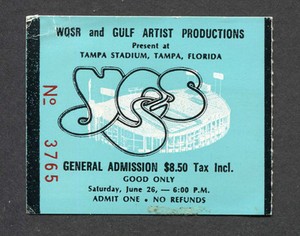 WQSR and GULF ARTIST PRODUCTIONS
Present at
TAMPA STADIUM, TAMPA, FLORIDA
YES
No 3765
GENERAL ADMISSION $8.50 Tax Incl.
GOOD ONLY
Saturday, June 26, — 6:00 P.M.
ADMIT ONE • NO REFUNDS